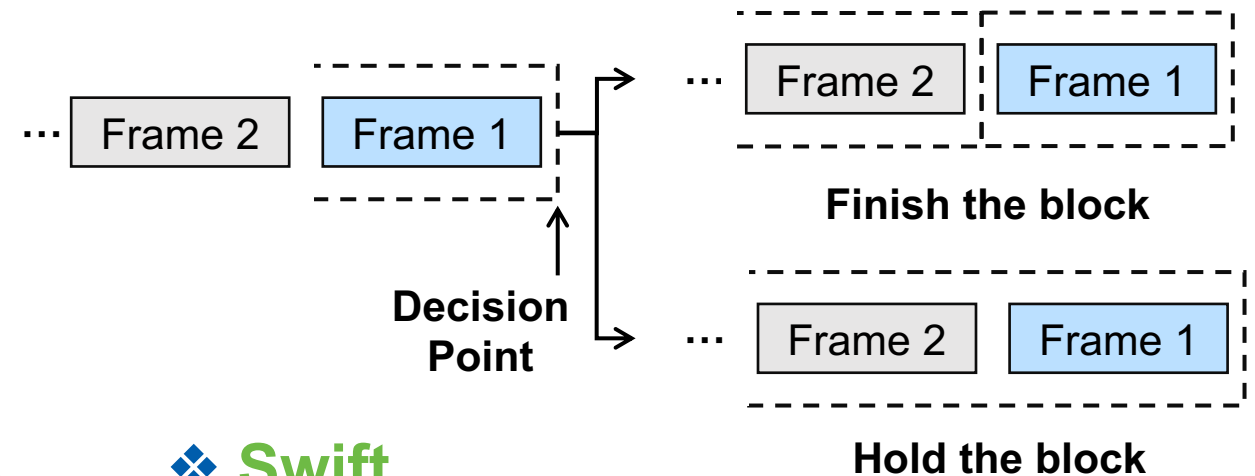 ... Frame 2 Frame 1
Decision
Point
... Frame 2 Frame 1
Finish the block
... Frame 2 Frame 1
Hold the block
❖ Swift